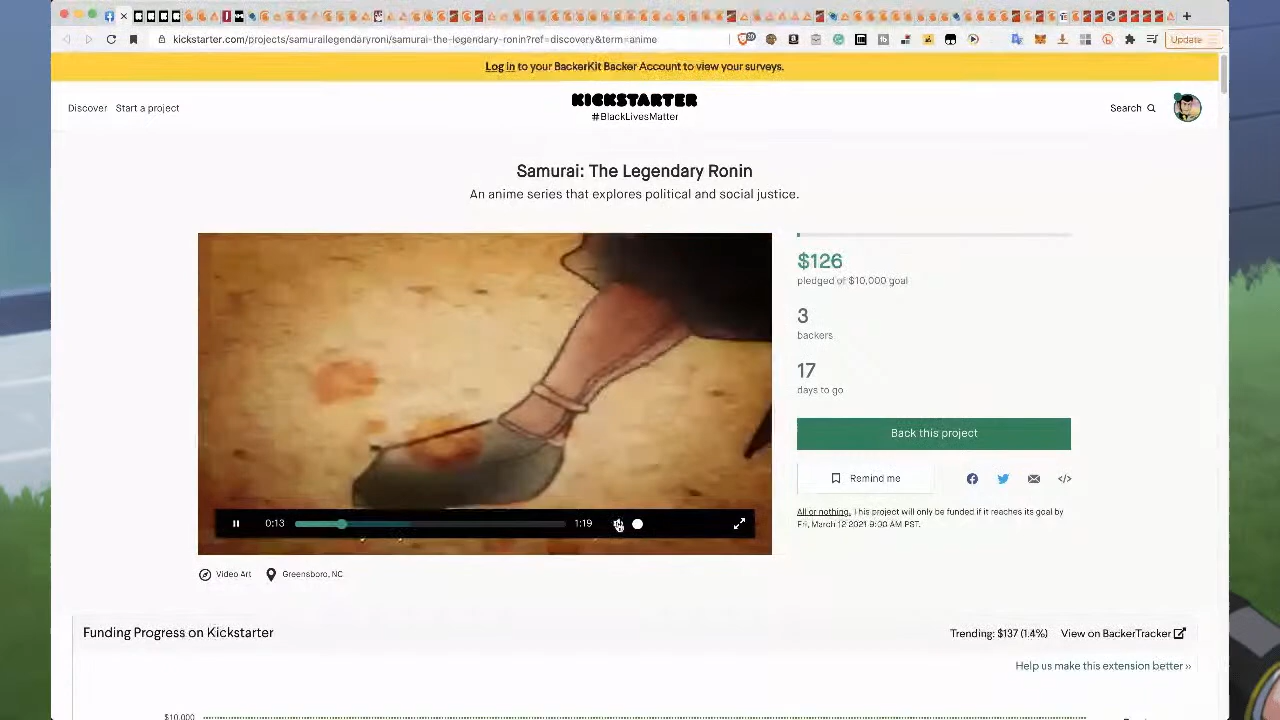 kickstarter.com/projects/samurailegendaryroni/samurai-the-legendary-ronin?ref=discovery&term=anime
Update
Log in to your BackerKit Backer Account to view your surveys.
Discover
Start a project
KICKSTARTER
#BlackLivesMatter
Search
Samurai: The Legendary Ronin
An anime series that explores political and social justice.
$126
pledged of $10,000 goal
3
backers
17
days to go
Back this project
Remind me
All or nothing. This project will only be funded if it reaches its goal by
Fri, March 12 2021 9:00 AM PST.
0:13
1:19
Video Art
Greensboro, NC
Funding Progress on Kickstarter
Trending: $137 (1.4%)
View on BackerTracker
Help us make this extension better ››
$10,000